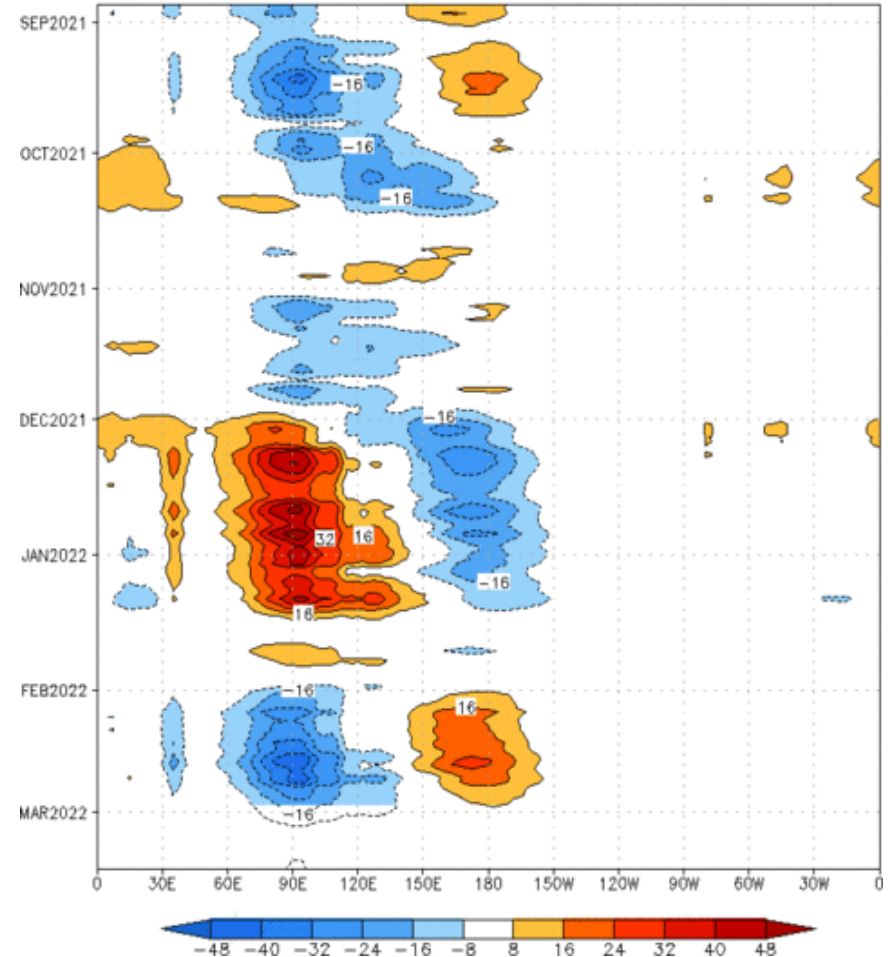 SEP2021
-16
-16
OCT2021
-16
NOV2021
DEC2021
-16
32
16
JAN2022
-16
16
FEB2022
-16
16
MAR2022
-16
0
30E
60E
90E
120E
150E
180
150W
120W
90W
60W
30W
0
-48
-40
-32
-24
-16
-8
8
16
24
32
40
48